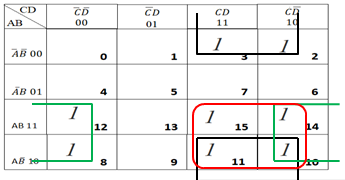 CD
AB
C̅D̅ C̅D CD CD̅
00 01 11 10
A̅B̅ 00 0 1 1 3 1 2
A̅B 01 4 5 7 6
AB 11 1 12 13 1 15 1 14
AB̅ 10 1 8 9 1 11 1 10